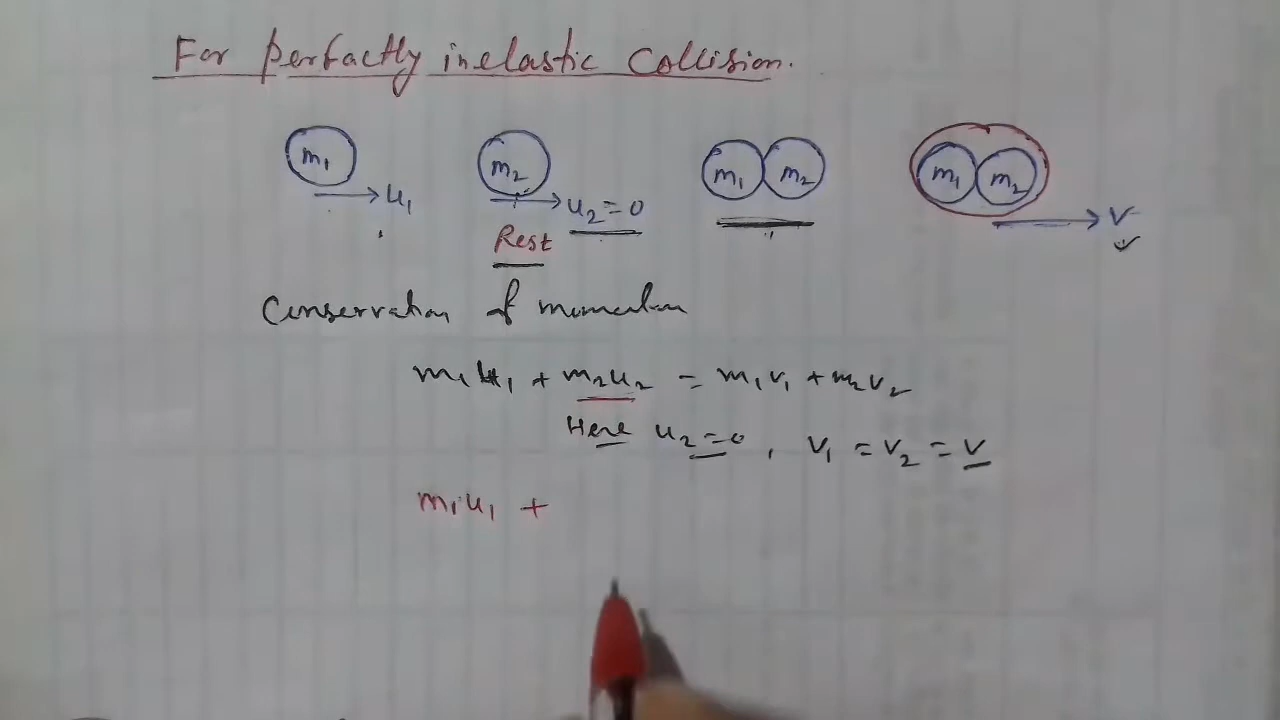 For perfactly inelastic Collision.
m₁ m₂ m₁ m₂ m₁ m₂
u₁ u₂=0 V
Rest
Conservation of momentum
m₁u₁ + m₂u₂ = m₁v₁ + m₂v₂
Here u₂=0, V₁ = V₂ = V
m₁u₁ +